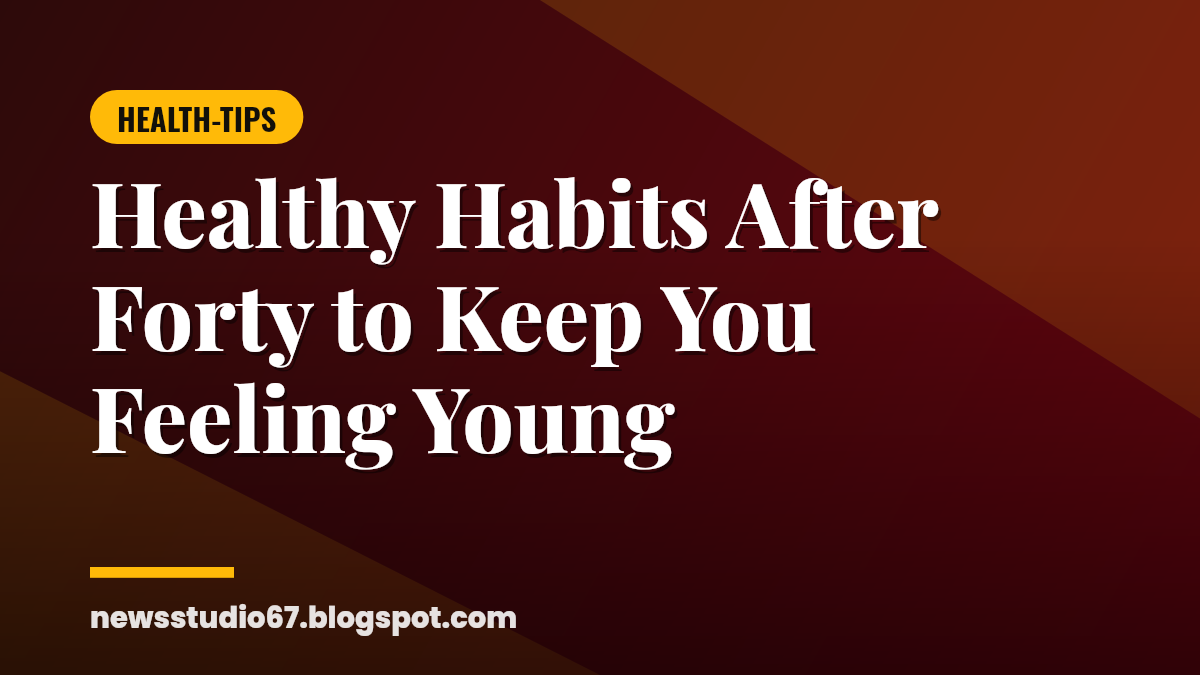 HEALTH-TIPS
Healthy Habits After
Forty to Keep You
Feeling Young
newsstudio67.blogspot.com